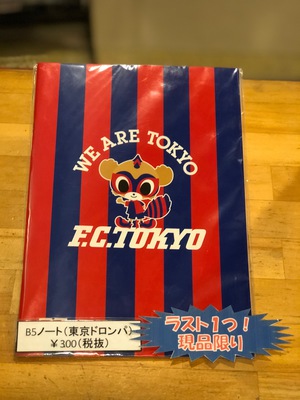 WE ARE TOKYO
F.C.TOKYO
B5ノート(東京ドロンパ)
￥300(税抜)
ラスト1つ!
現品限り